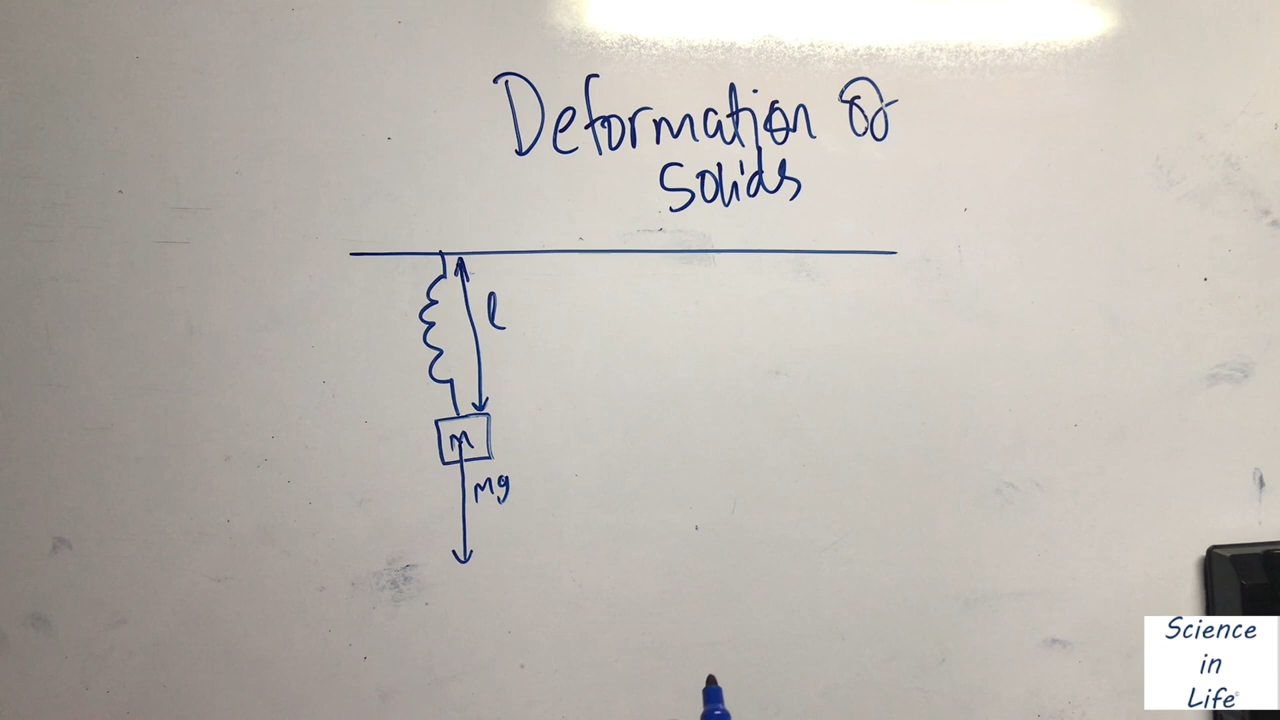 Deformation of
Solids
l
m
mg
Science
in
Life